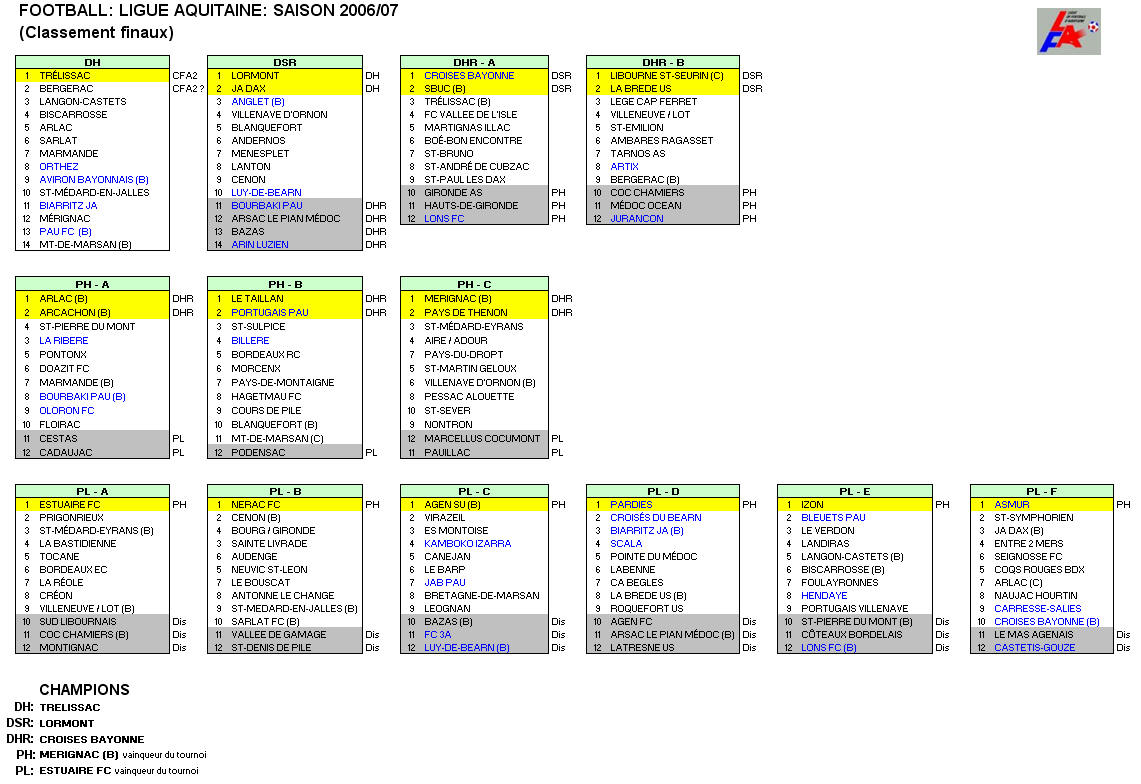 FOOTBALL: LIGUE AQUITAINE: SAISON 2006/07
(Classement finaux)
DH
1 TRÉLISSAC CFA2
2 BERGERAC CFA2 ?
3 LANGON-CASTETS
4 BISCARROSSE
5 ARLAC
6 SARLAT
7 MARMANDE
8 ORTHEZ
9 AVIRON BAYONNAIS (B)
10 ST-MÉDARD-EN-JALLES
11 BIARRITZ JA
12 MÉRIGNAC
13 PAU FC (B)
14 MT-DE-MARSAN (B)
DSR
1 LORMONT DH
2 JA DAX DH
3 ANGLET (B)
4 VILLENAVE D'ORNON
5 BLANQUEFORT
6 ANDERNOS
7 MENESPLET
8 LANTON
9 CENON
10 LUY-DE-BEARN
11 BOURBAKI PAU DHR
12 ARSAC LE PIAN MÉDOC DHR
13 BAZAS DHR
14 ARIN LUZIEN DHR
DHR - A
1 CROISES BAYONNE DSR
2 SBUC (B) DSR
3 TRÉLISSAC (B)
4 FC VALLEE DE L'ISLE
5 MARTIGNAS ILLAC
6 BOÉ-BON ENCONTRE
7 ST-BRUNO
8 ST-ANDRÉ DE CUBZAC
9 ST-PAUL LES DAX
10 GIRONDE AS PH
11 HAUTS-DE-GIRONDE PH
12 LONS FC PH
DHR - B
1 LIBOURNE ST-SEURIN (C) DSR
2 LA BREDE US DSR
3 LEGE CAP FERRET
4 VILLENEUVE / LOT
5 ST-EMILION
6 AMBARES RAGASSET
7 TARNOS AS
8 ARTIX
9 BERGERAC (B)
10 COC CHAMIERS PH
11 MÉDOC OCEAN PH
12 JURANCON PH
PH - A
1 ARLAC (B) DHR
2 ARCACHON (B) DHR
4 ST-PIERRE DU MONT
3 LA RIBERE
5 PONTONX
6 DOAZIT FC
7 MARMANDE (B)
8 BOURBAKI PAU (B)
9 OLORON FC
10 FLOIRAC
11 CESTAS PL
12 CADAUJAC PL
PH - B
1 LE TAILLAN DHR
2 PORTUGAIS PAU DHR
3 ST-SULPICE
4 BILLERE
5 BORDEAUX RC
6 MORCENX
7 PAYS-DE-MONTAIGNE
8 HAGETMAU FC
9 COURS DE PILE
10 BLANQUEFORT (B)
11 MT-DE-MARSAN (C)
12 PODENSAC PL
PH - C
1 MERIGNAC (B) DHR
2 PAYS DE THENON DHR
3 ST-MÉDARD-EYRANS
4 AIRE / ADOUR
7 PAYS-DU-DROPT
5 ST-MARTIN GELOUX
6 VILLENAVE D'ORNON (B)
8 PESSAC ALOUETTE
10 ST-SEVER
9 NONTRON
12 MARCELLUS COCUMONT PL
11 PAUILLAC PL
PL - A
1 ESTUAIRE FC PH
2 PRIGONRIEUX
3 ST-MÉDARD-EYRANS (B)
4 LA BASTIDIENNE
5 TOCANE
6 BORDEAUX EC
7 LA RÉOLE
8 CRÉON
9 VILLENEUVE / LOT (B)
10 SUD LIBOURNAIS Dis
11 COC CHAMIERS (B) Dis
12 MONTIGNAC Dis
PL - B
1 NERAC FC PH
2 CENON (B)
4 BOURG / GIRONDE
3 SAINTE LIVRADE
6 AUDENGE
5 NEUVIC ST-LEON
7 LE BOUSCAT
8 ANTONNE LE CHANGE
9 ST-MEDARD-EN-JALLES (B)
10 SARLAT FC (B)
11 VALLEE DE GAMAGE Dis
12 ST-DENIS DE PILE Dis
PL - C
1 AGEN SU (B) PH
2 VIRAZEIL
3 ES MONTOISE
4 KAMBOKO IZARRA
5 CANEJAN
6 LE BARP
7 JAB PAU
8 BRETAGNE-DE-MARSAN
9 LEOGNAN
10 BAZAS (B) Dis
11 FC 3A Dis
12 LUY-DE-BEARN (B) Dis
PL - D
1 PARDIES PH
2 CROISÉS DU BEARN
3 BIARRITZ JA (B)
4 SCALA
5 POINTE DU MÉDOC
6 LABENNE
7 CA BEGLES
8 LA BREDE US (B)
9 ROQUEFORT US
10 AGEN FC Dis
11 ARSAC LE PIAN MÉDOC (B) Dis
12 LATRESNE US Dis
PL - E
1 IZON PH
2 BLEUETS PAU
3 LE VERDON
4 LANDIRAS
5 LANGON-CASTETS (B)
6 BISCARROSSE (B)
7 FOULAYRONNES
8 HENDAYE
9 PORTUGAIS VILLENAVE
10 ST-PIERRE DU MONT (B) Dis
11 CÔTEAUX BORDELAIS Dis
12 LONS FC (B) Dis
PL - F
1 ASMUR PH
2 ST-SYMPHORIEN
3 JA DAX (B)
4 ENTRE 2 MERS
6 SEIGNOSSE FC
5 COQS ROUGES BDX
7 ARLAC (C)
8 NAUJAC HOURTIN
9 CARRESSE-SALIES
10 CROISES BAYONNE (B)
11 LE MAS AGENAIS Dis
12 CASTETIS-GOUZE Dis
CHAMPIONS
DH: TRELISSAC
DSR: LORMONT
DHR: CROISES BAYONNE
PH: MERIGNAC (B) vainqueur du tournoi
PL: ESTUAIRE FC vainqueur du tournoi